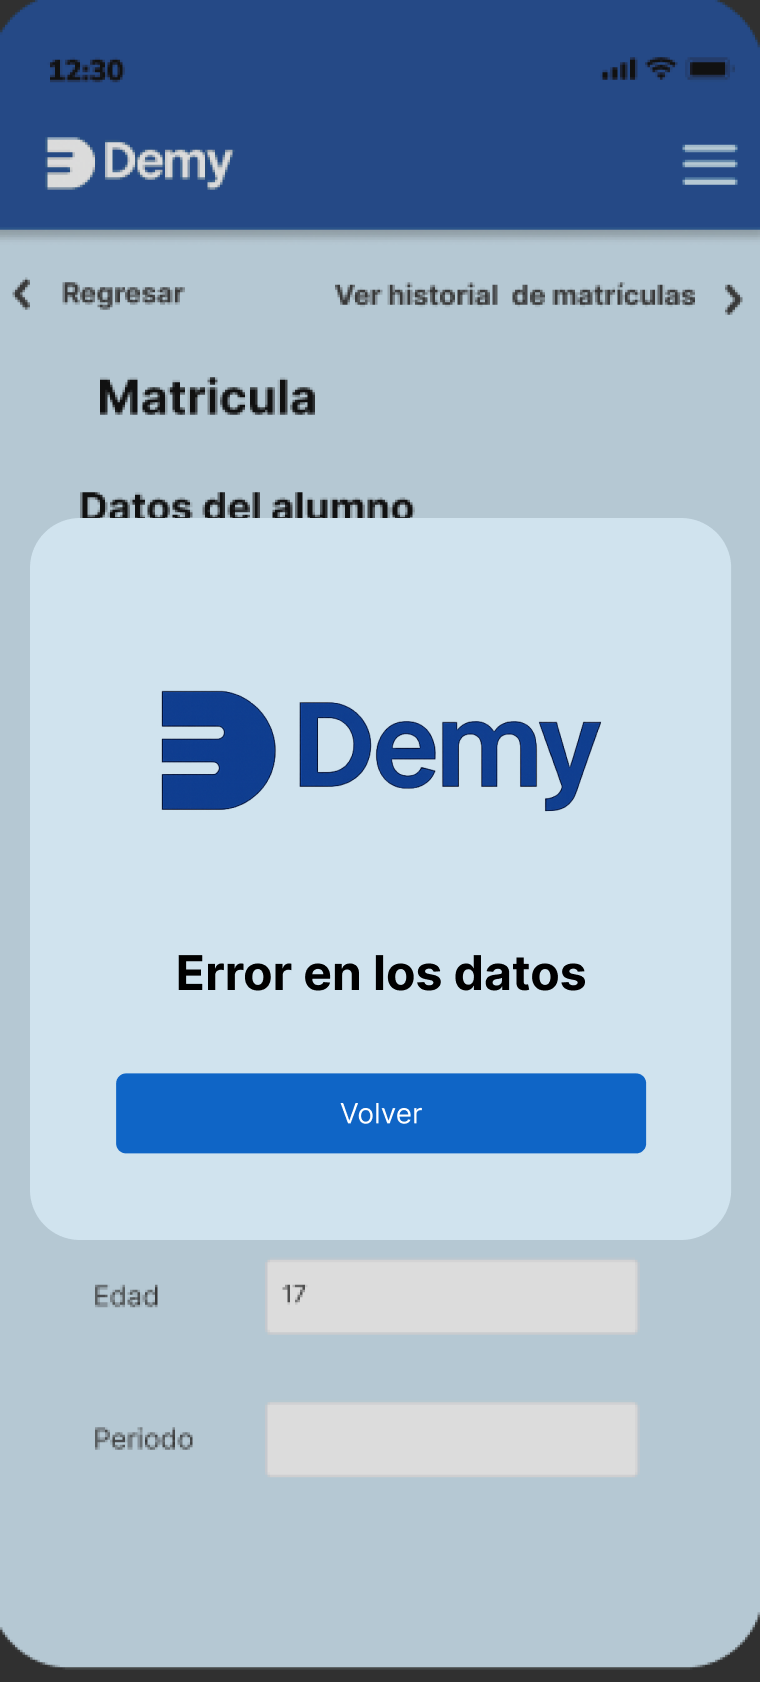 12:30
Demy
Regresar
Ver historial de matrículas
Matricula
Datos del alumno
Demy
Error en los datos
Volver
Edad
17
Periodo